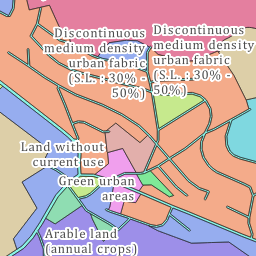 Discontinuous
medium density
urban fabric
(S.L. : 30% -
50%)
Discontinuous
medium density
urban fabric
(S.L. : 30% -
50%)
Land without
current use
Green urban
areas
Arable land
(annual crops)